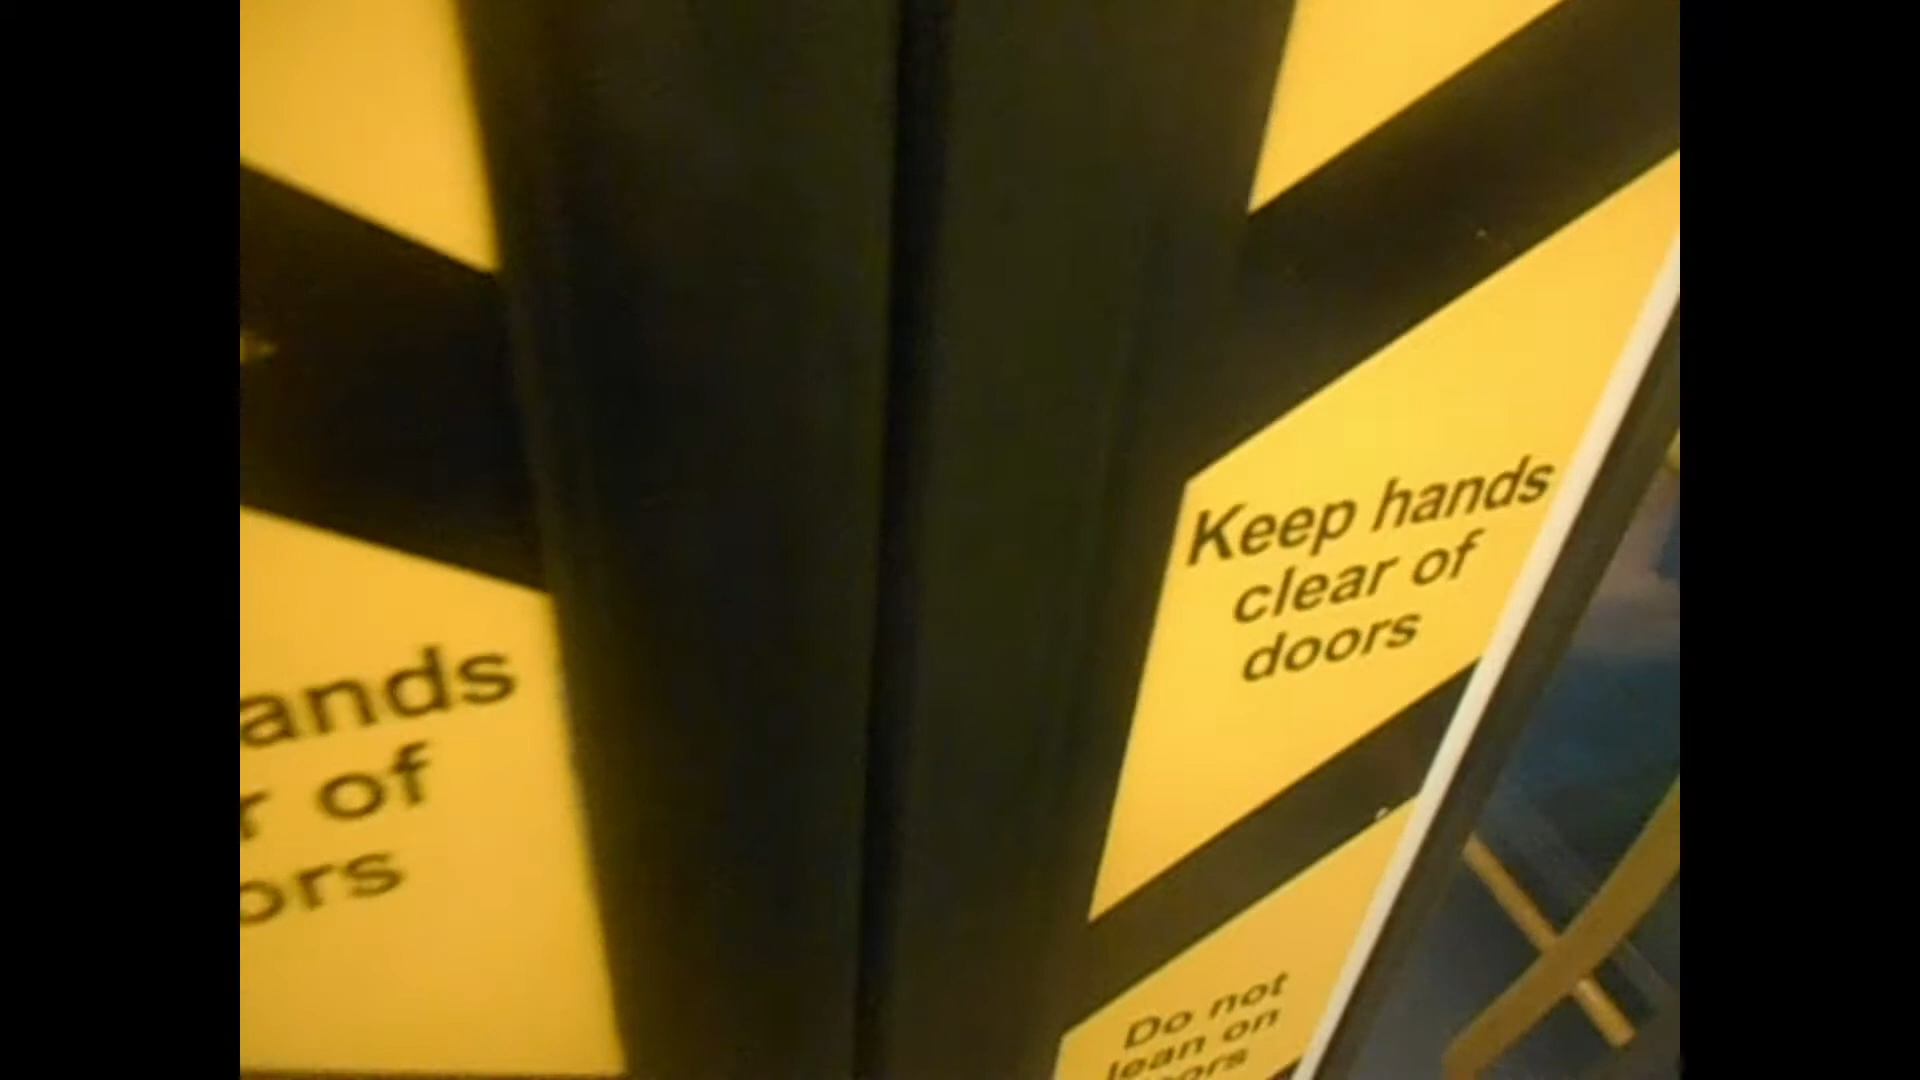 Keep hands
clear of
doors
Do not
lean on
ands
r of
ors